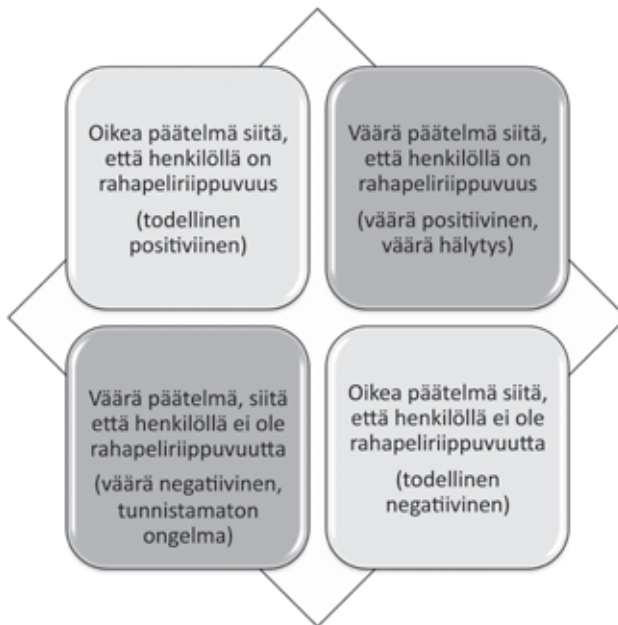 Oikea päätelmä siitä,
että henkilöllä on
rahapeliriippuvuus
(todellinen
positiviinen)
Väärä päätelmä siitä,
että henkilöllä on
rahapeliriippuvuus
(väärä positiivinen,
väärä hälytys)
Väärä päätelmä, siitä
että henkilöllä ei ole
rahapeliriippuvuutta
(väärä negatiivinen,
tunnistamaton
ongelma)
Oikea päätelmä siitä,
että henkilöllä ei ole
rahapeliriippuvuutta
(todellinen
negatiivinen)